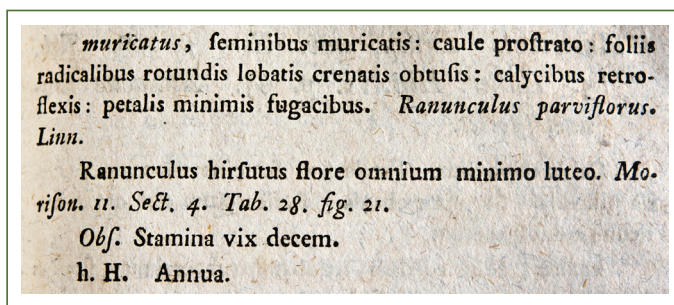 muricatus, ſeminibus muricatis: caule proſtrato: foliis
radicalibus rotundis lobatis crenatis obtuſis: calycibus retro-
flexis: petalis minimis fugacibus. Ranunculus parviflorus.
Linn.
Ranunculus hirſutus flore omnium minimo luteo. Mo-
riſon. 11. Sect. 4. Tab. 28. fig. 21.
Obſ. Stamina vix decem.
h. H. Annua.